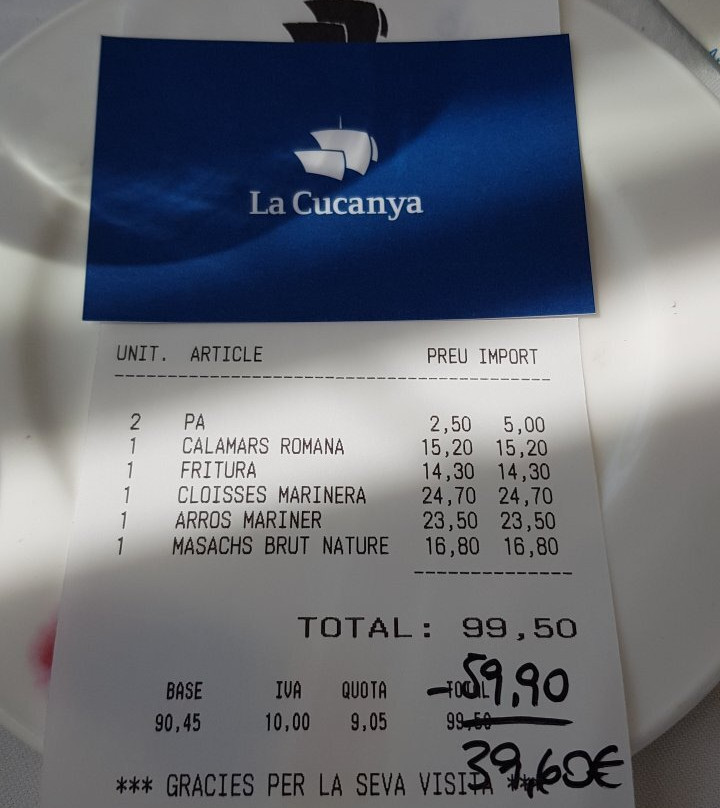 La Cucanya
UNIT. ARTICLE PREU IMPORT
2 PA 2,50 5,00
1 CALAMARS ROMANA 15,20 15,20
1 FRITURA 14,30 14,30
1 CLOISSES MARINERA 24,70 24,70
1 ARROS MARINER 23,50 23,50
1 MASACHS BRUT NATURE 16,80 16,80
TOTAL: 99,50
-59,90
BASE IVA QUOTA TOTAL
90,45 10,00 9,05 99,50
39,60€
*** GRACIES PER LA SEVA VISITA ***